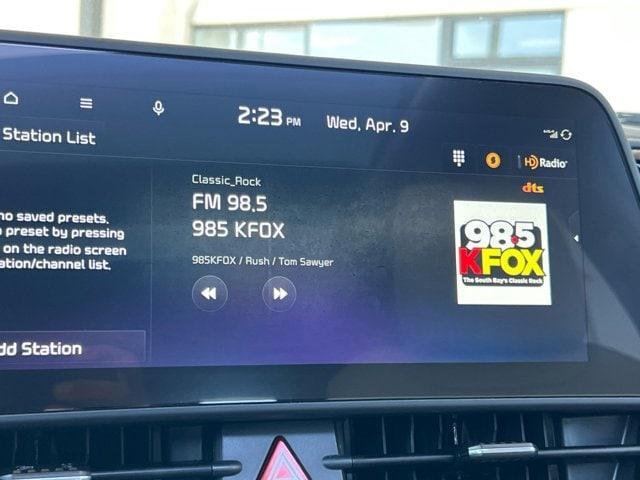 2:23 PM
Wed, Apr. 9
Station List
HD Radio
dts
Classic_Rock
FM 98.5
985 KFOX
985KFOX / Rush / Tom Sawyer
no saved presets.
preset by pressing
on the radio screen
ation/channel list.
dd Station
98.5
KFOX
The South Bay's Classic Rock